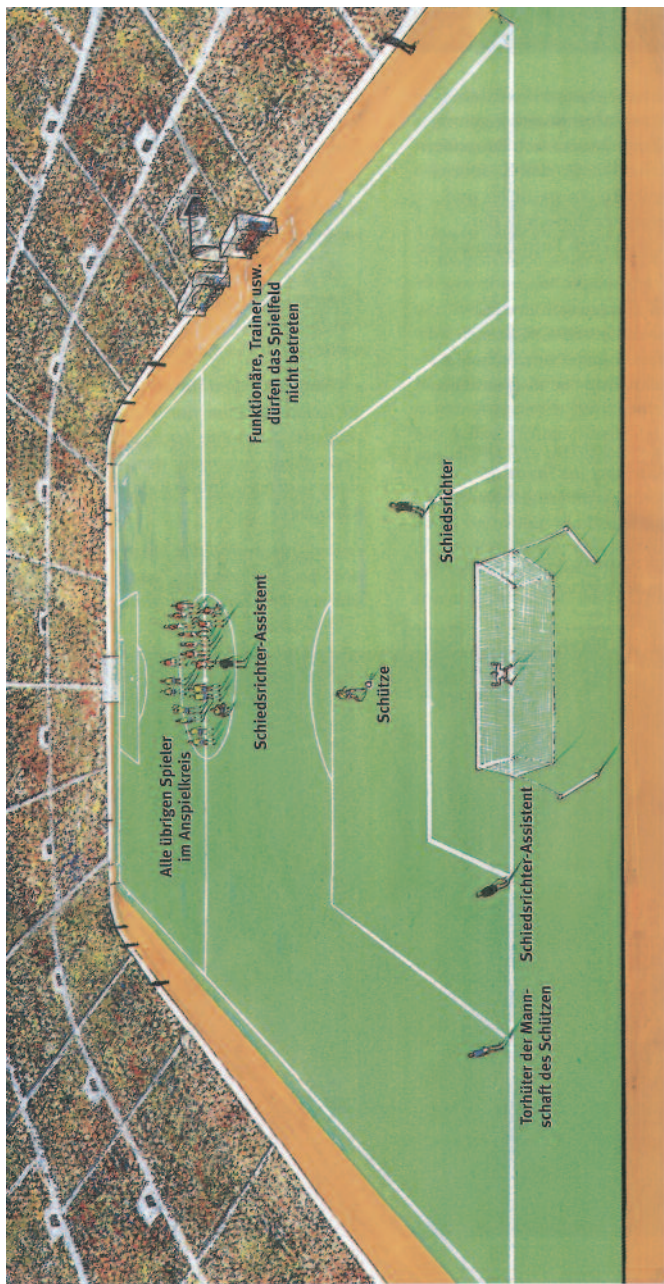 Alle übrigen Spieler
im Anspielkreis
Schiedsrichter-Assistent
Funktionäre, Trainer usw.
dürfen das Spielfeld
nicht betreten
Schütze
Schiedsrichter
Torhüter der Mann-
schaft des Schützen
Schiedsrichter-Assistent